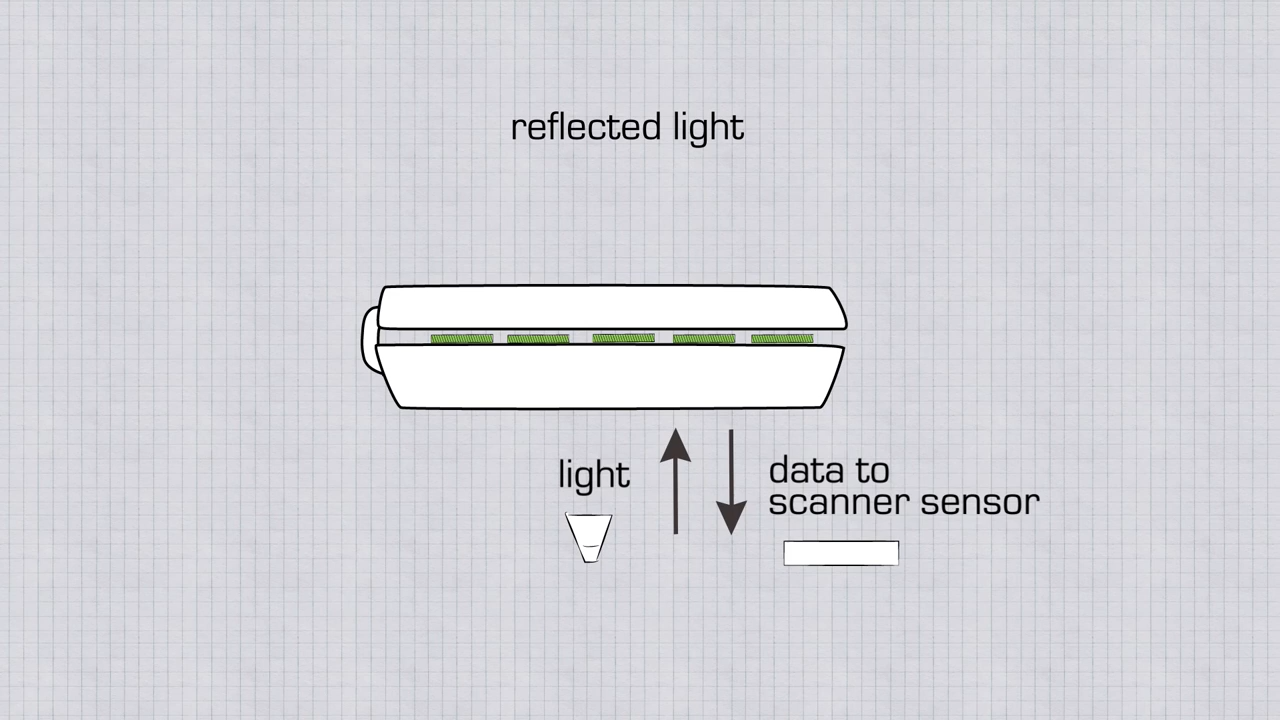 reflected light
light
data to
scanner sensor